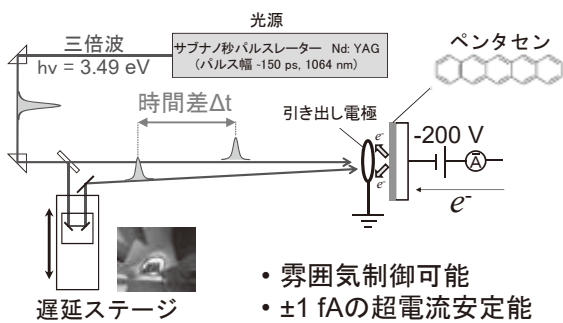 光源
三倍波
hν = 3.49 eV
サブナノ秒パルスレーター Nd: YAG
(パルス幅 -150 ps, 1064 nm)
ペンタセン
時間差Δt
引き出し電極
e-
e-
-200 V
A
e-
遅延ステージ
• 雰囲気制御可能
• ±1 fAの超電流安定能